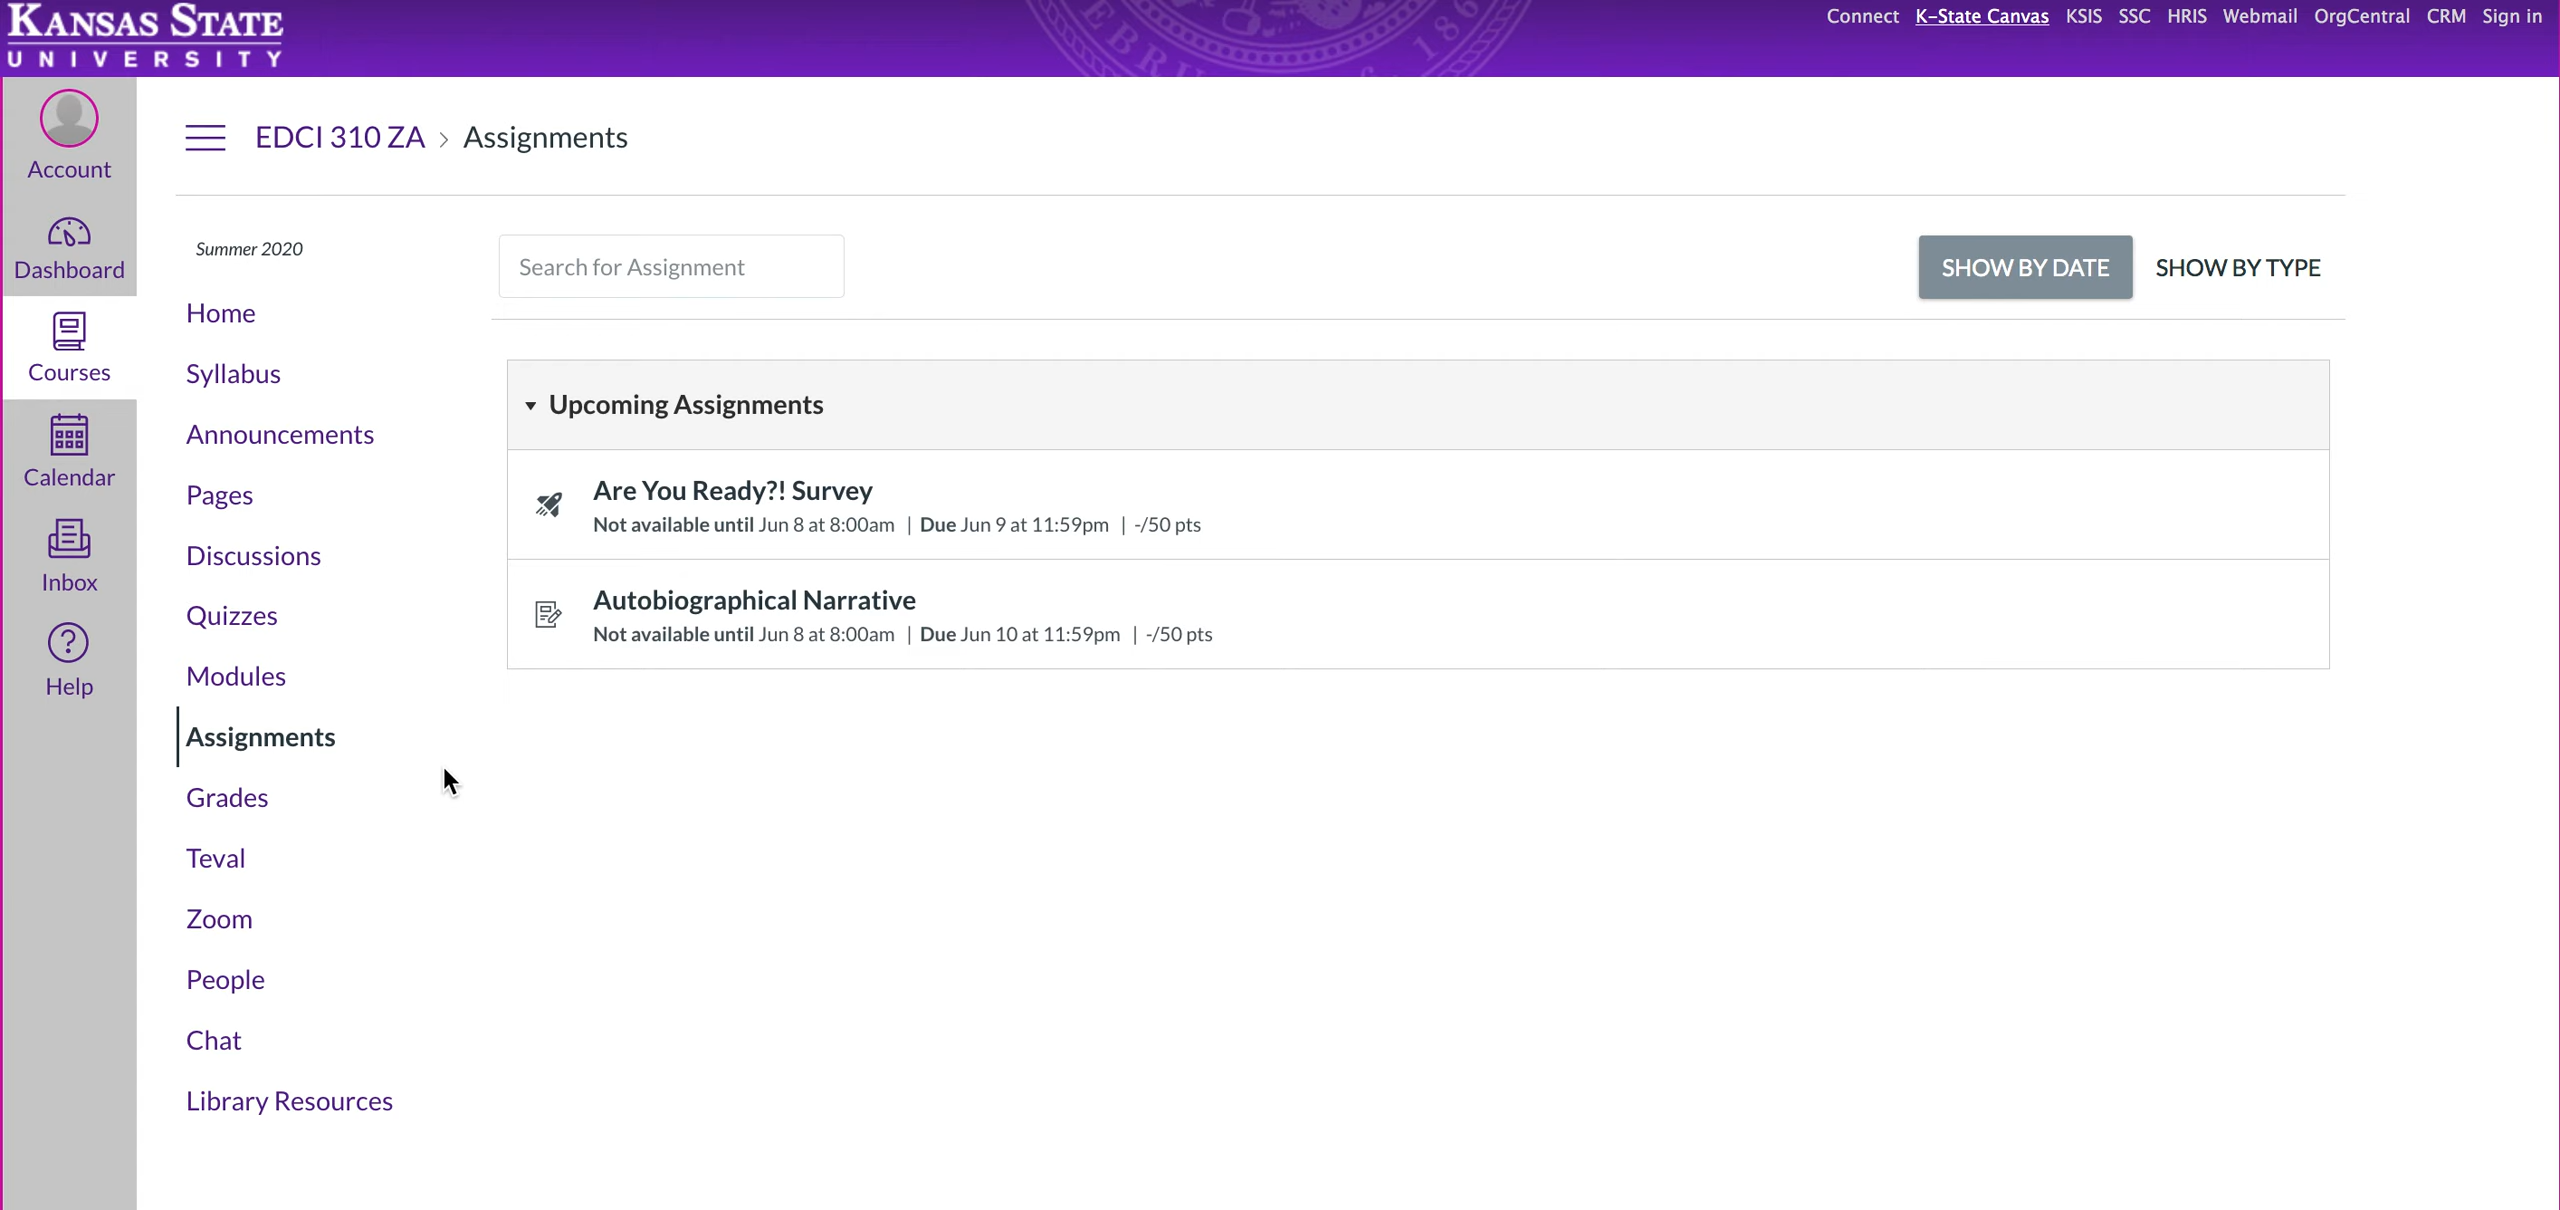 KANSAS STATE
UNIVERSITY
Connect K-State Canvas KSIS SSC HRIS Webmail OrgCentral CRM Sign in
Account
Dashboard
Courses
Calendar
Inbox
Help
EDCI 310 ZA > Assignments
Summer 2020
Home
Syllabus
Announcements
Pages
Discussions
Quizzes
Modules
Assignments
Grades
Teval
Zoom
People
Chat
Library Resources
Search for Assignment
SHOW BY DATE SHOW BY TYPE
Upcoming Assignments
Are You Ready?! Survey
Not available until Jun 8 at 8:00am | Due Jun 9 at 11:59pm | -/50 pts
Autobiographical Narrative
Not available until Jun 8 at 8:00am | Due Jun 10 at 11:59pm | -/50 pts